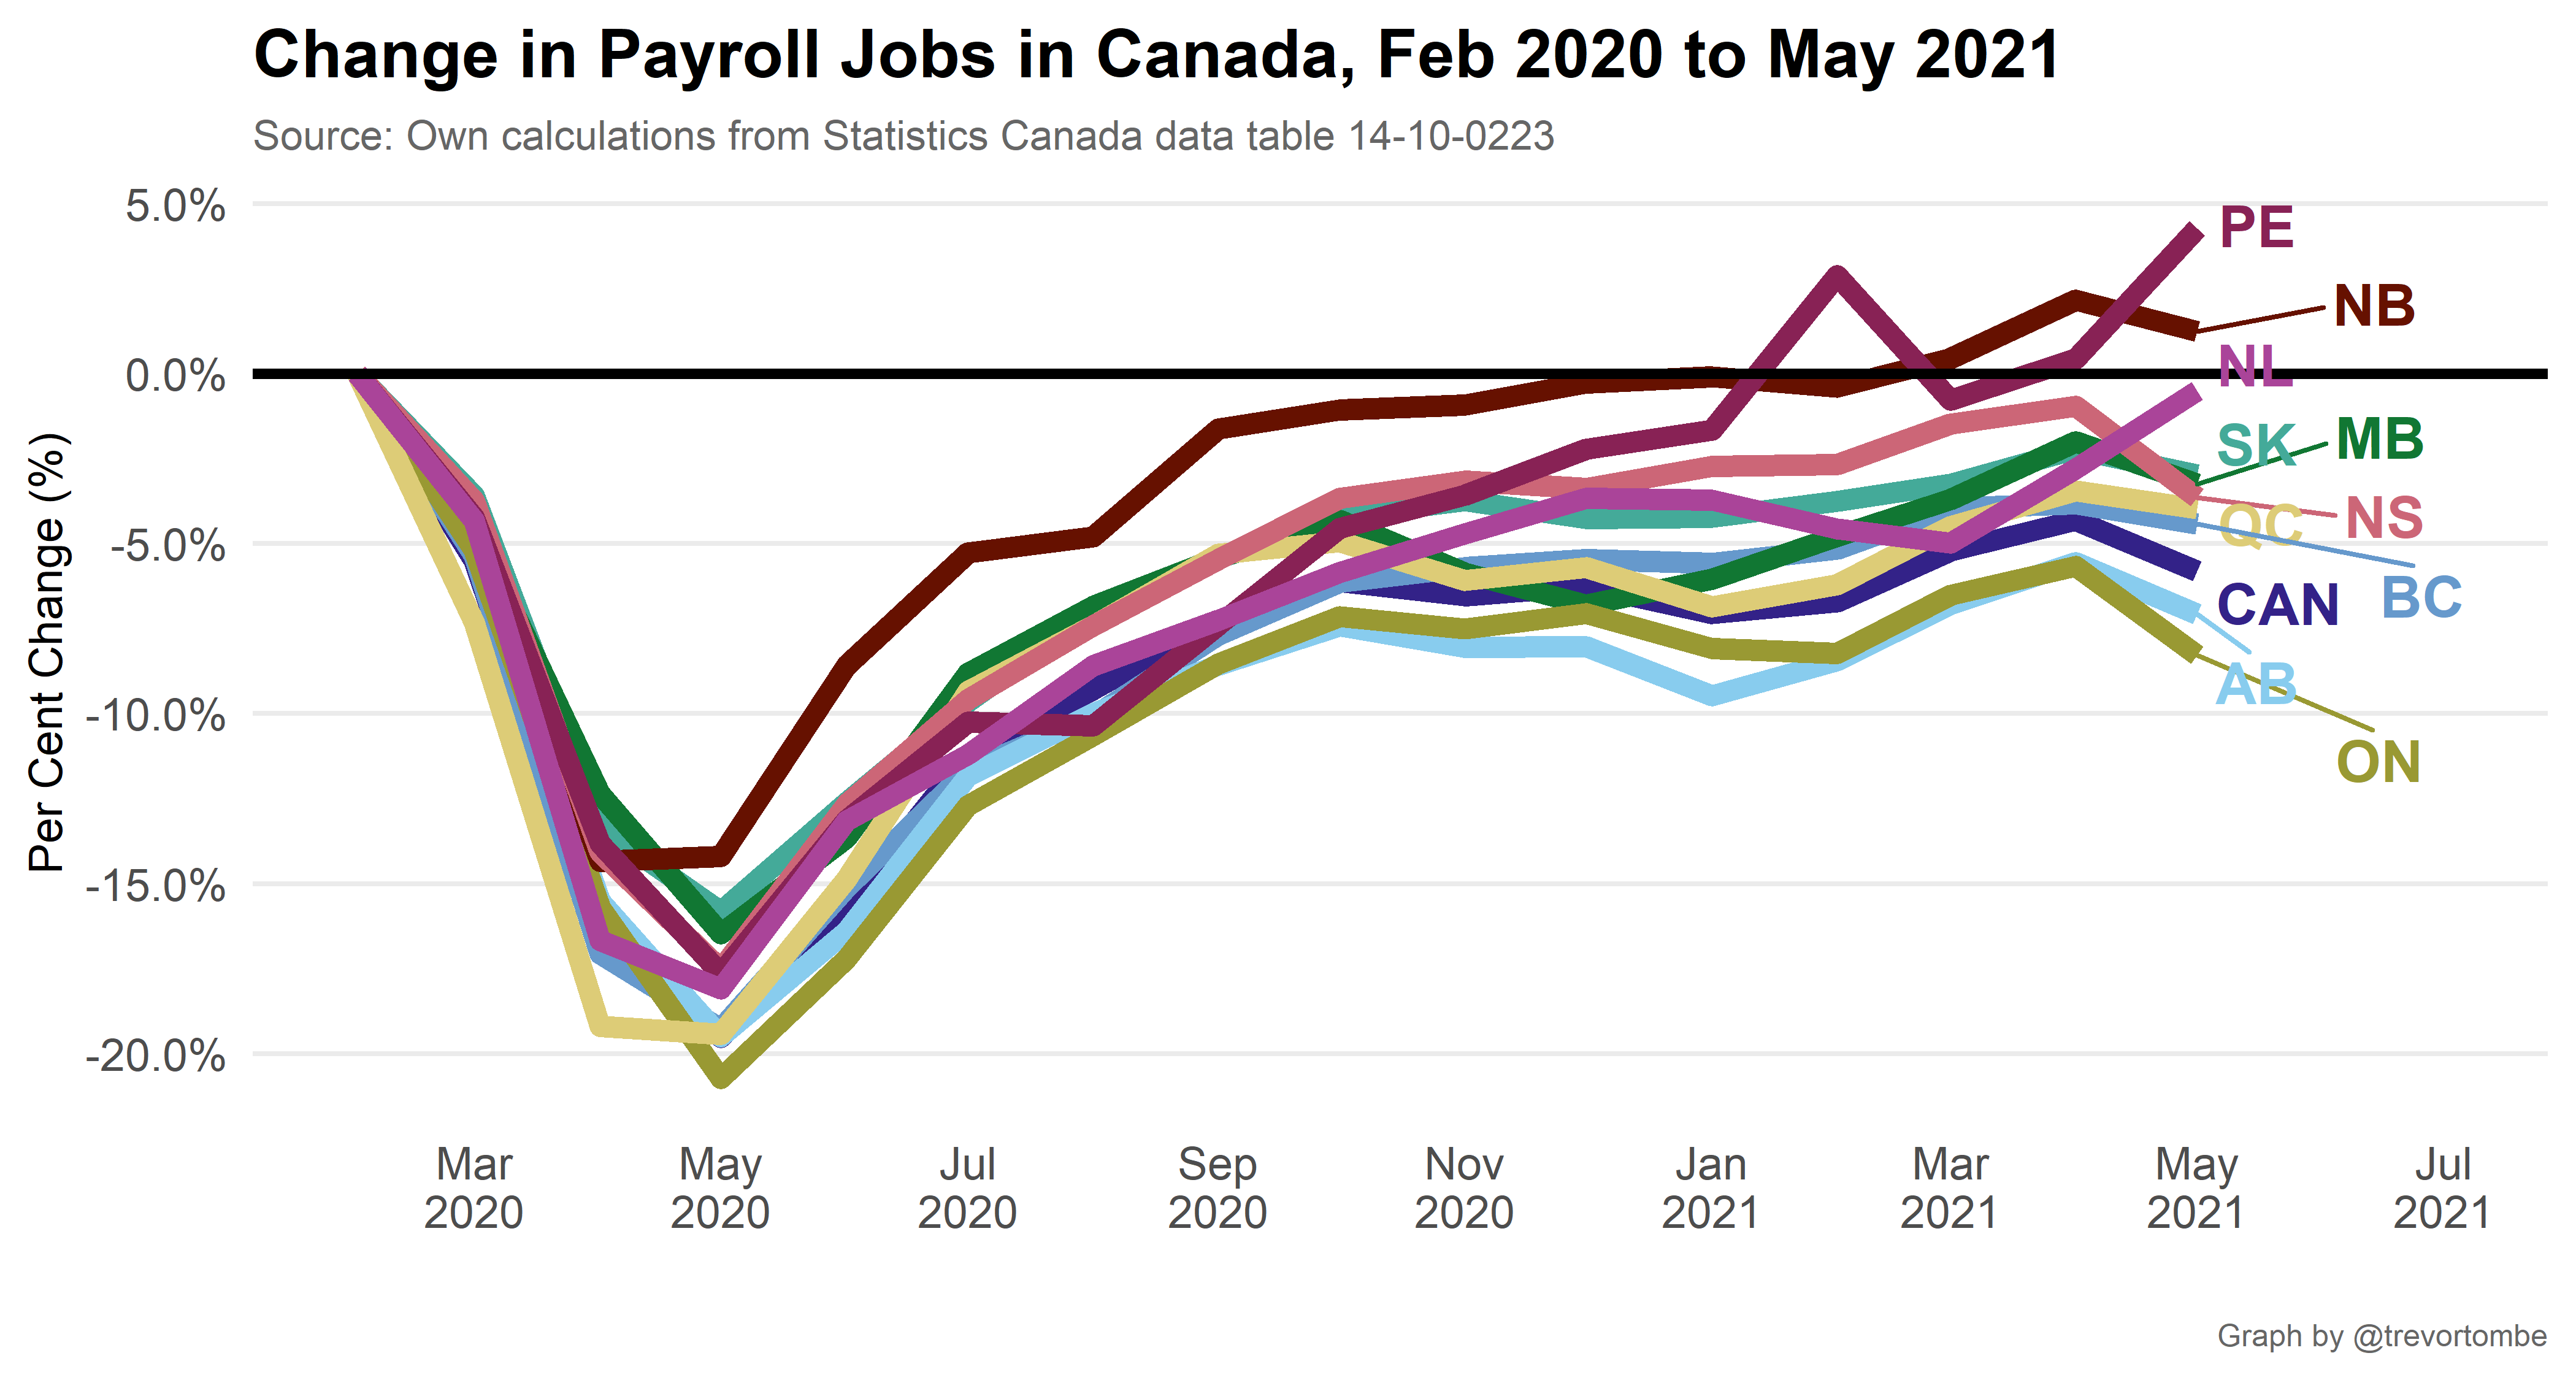 Change in Payroll Jobs in Canada, Feb 2020 to May 2021
Source: Own calculations from Statistics Canada data table 14-10-0223
Per Cent Change (%)
5.0%
0.0%
-5.0%
-10.0%
-15.0%
-20.0%
PE
NB
NL
SK
MB
NS
QC
BC
CAN
AB
ON
Mar
2020
May
2020
Jul
2020
Sep
2020
Nov
2020
Jan
2021
Mar
2021
May
2021
Jul
2021
Graph by @trevortombe